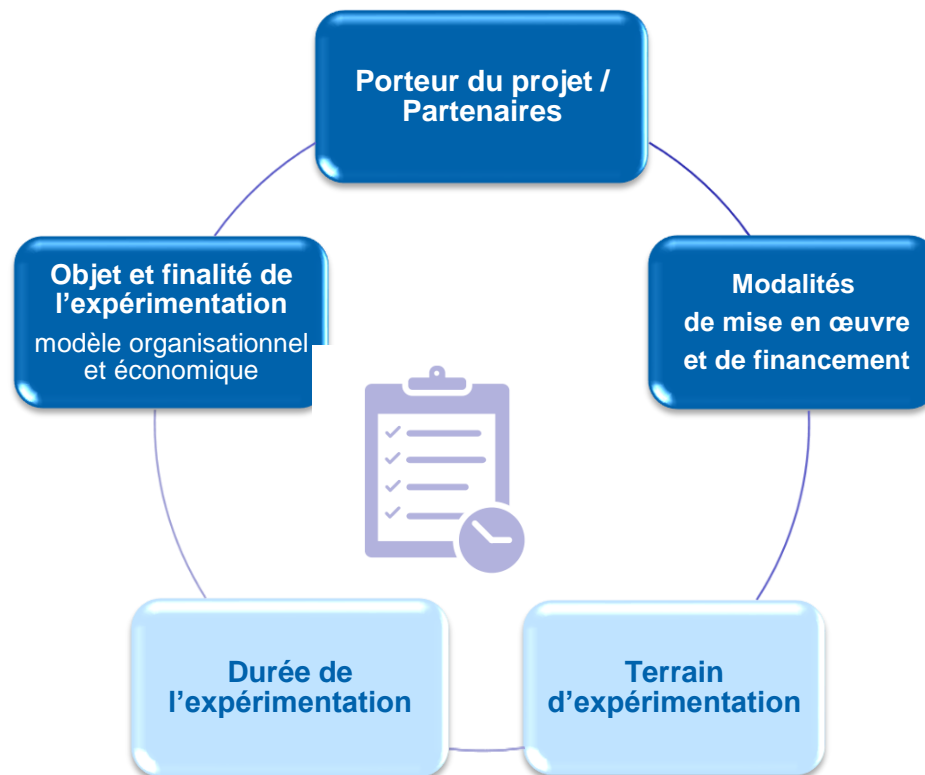 Porteur du projet /
Partenaires
Objet et finalité de
l’expérimentation
modèle organisationnel
et économique
Modalités
de mise en œuvre
et de financement
Durée de
l’expérimentation
Terrain
d’expérimentation